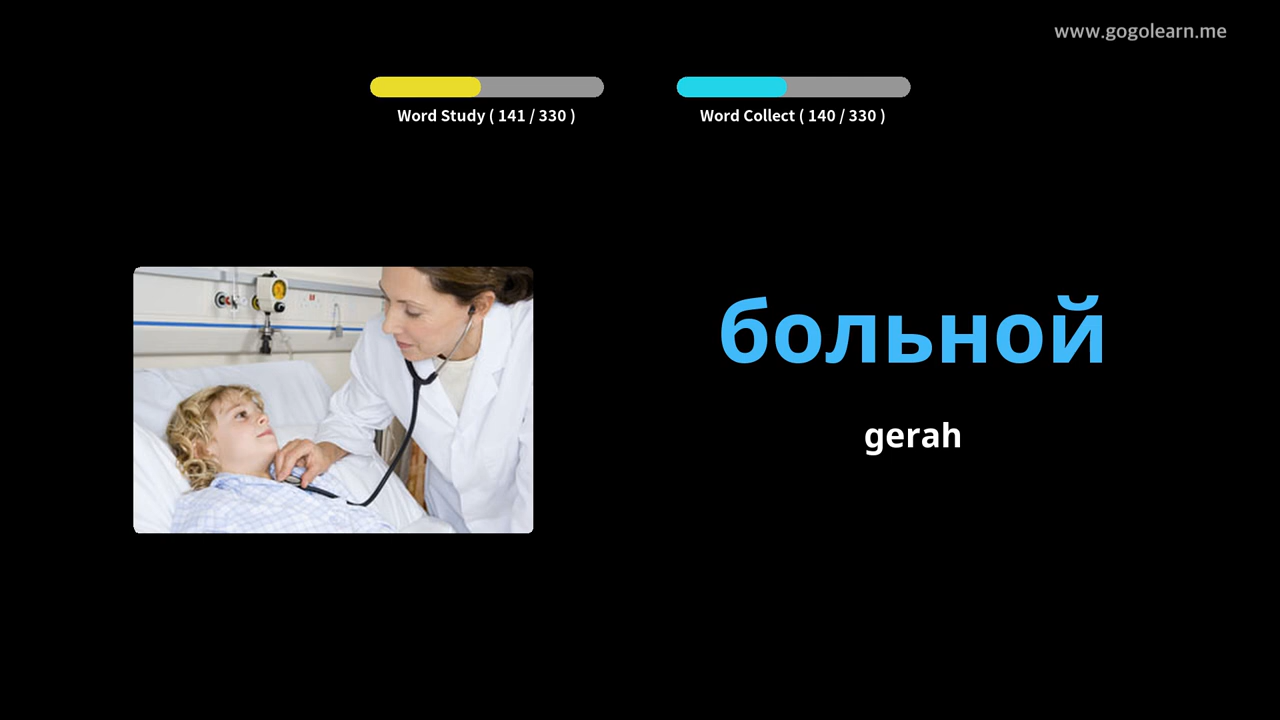 www.gogolearn.me
Word Study ( 141 / 330 )
Word Collect ( 140 / 330 )
больной
gerah